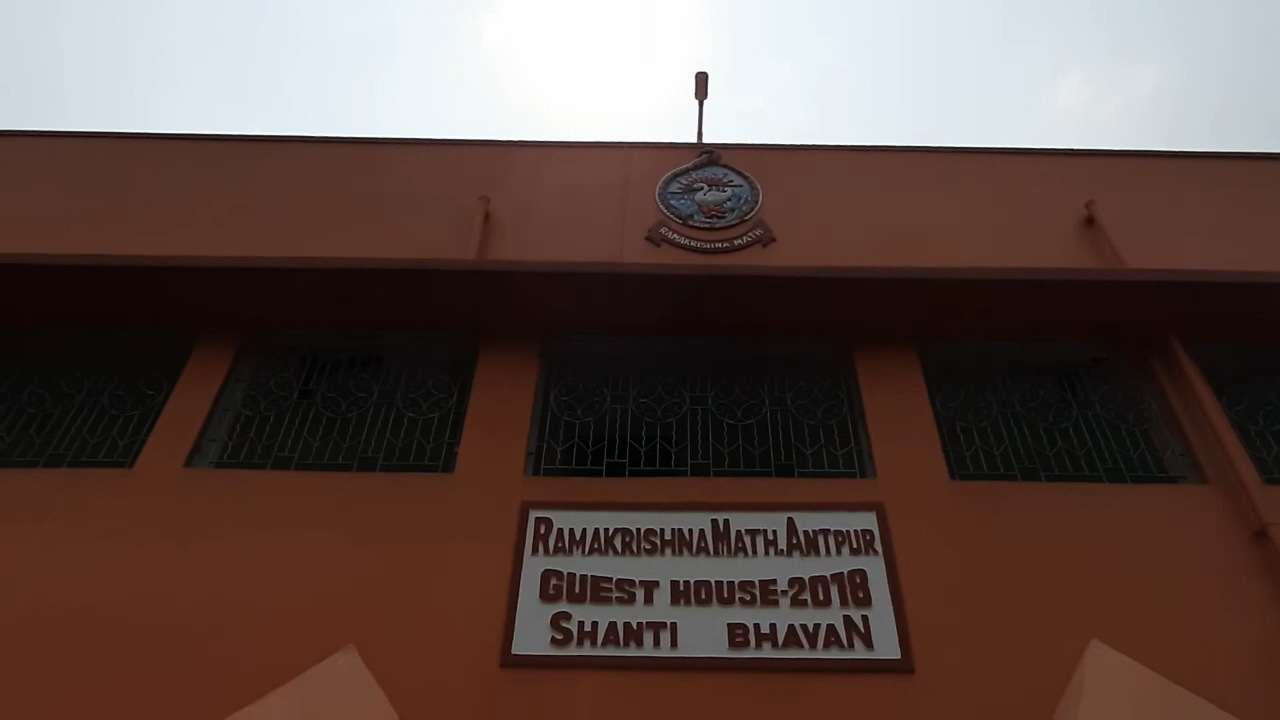 RAMAKRISHNA MATH
RAMAKRISHNA MATH. ANTPUR
GUEST HOUSE-2018
SHANTI BHAVAN